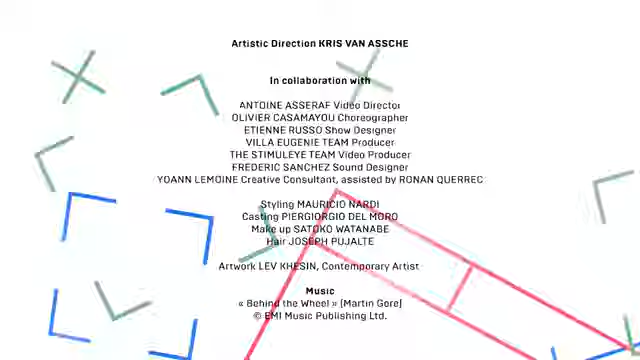 Artistic Direction KRIS VAN ASSCHE
In collaboration with
ANTOINE ASSERAF Video Director
OLIVIER CASAMAYOU Choreographer
ETIENNE RUSSO Show Designer
VILLA EUGENIE TEAM Producer
THE STIMULEYE TEAM Video Producer
FREDERIC SANCHEZ Sound Designer
YOANN LEMOINE Creative Consultant, assisted by RONAN QUERREC
Styling MAURICIO NARDI
Casting PIERGIORGIO DEL MORO
Make up SATOKO WATANABE
Hair JOSEPH PUJALTE
Artwork LEV KHESIN, Contemporary Artist
Music
« Behind the Wheel » (Martin Gore)
© EMI Music Publishing Ltd.